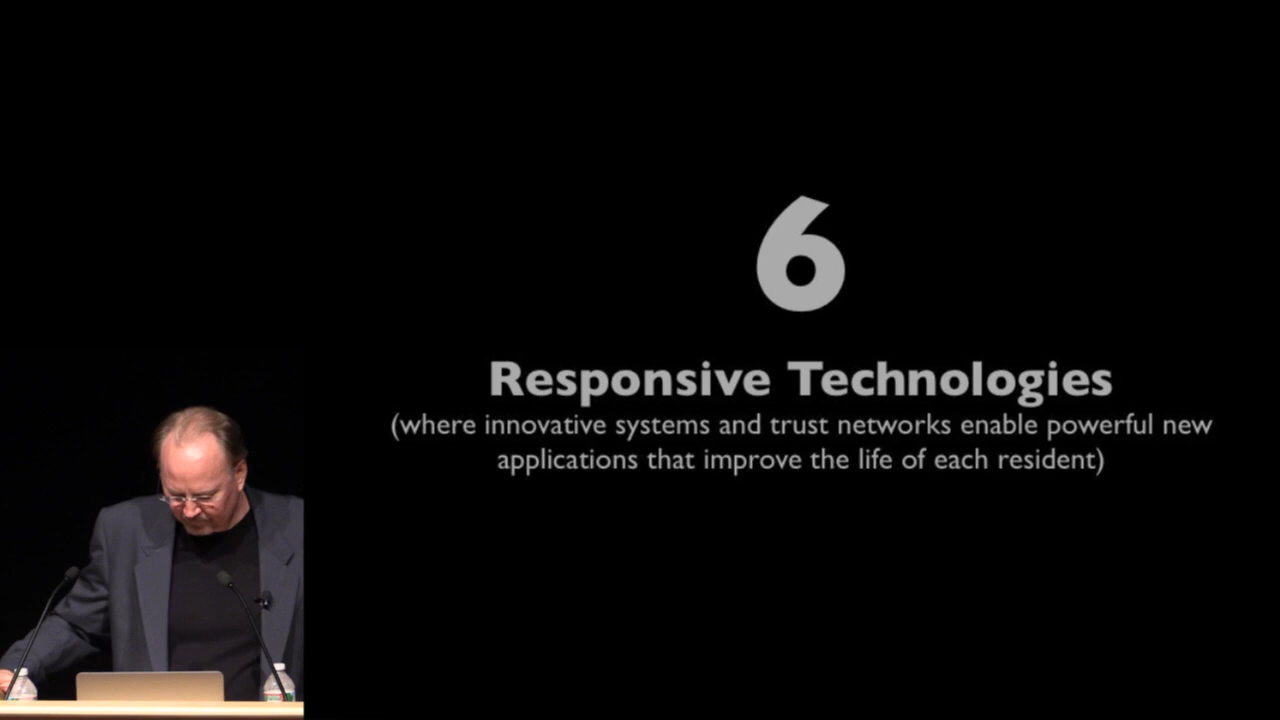 6
Responsive Technologies
(where innovative systems and trust networks enable powerful new
applications that improve the life of each resident)